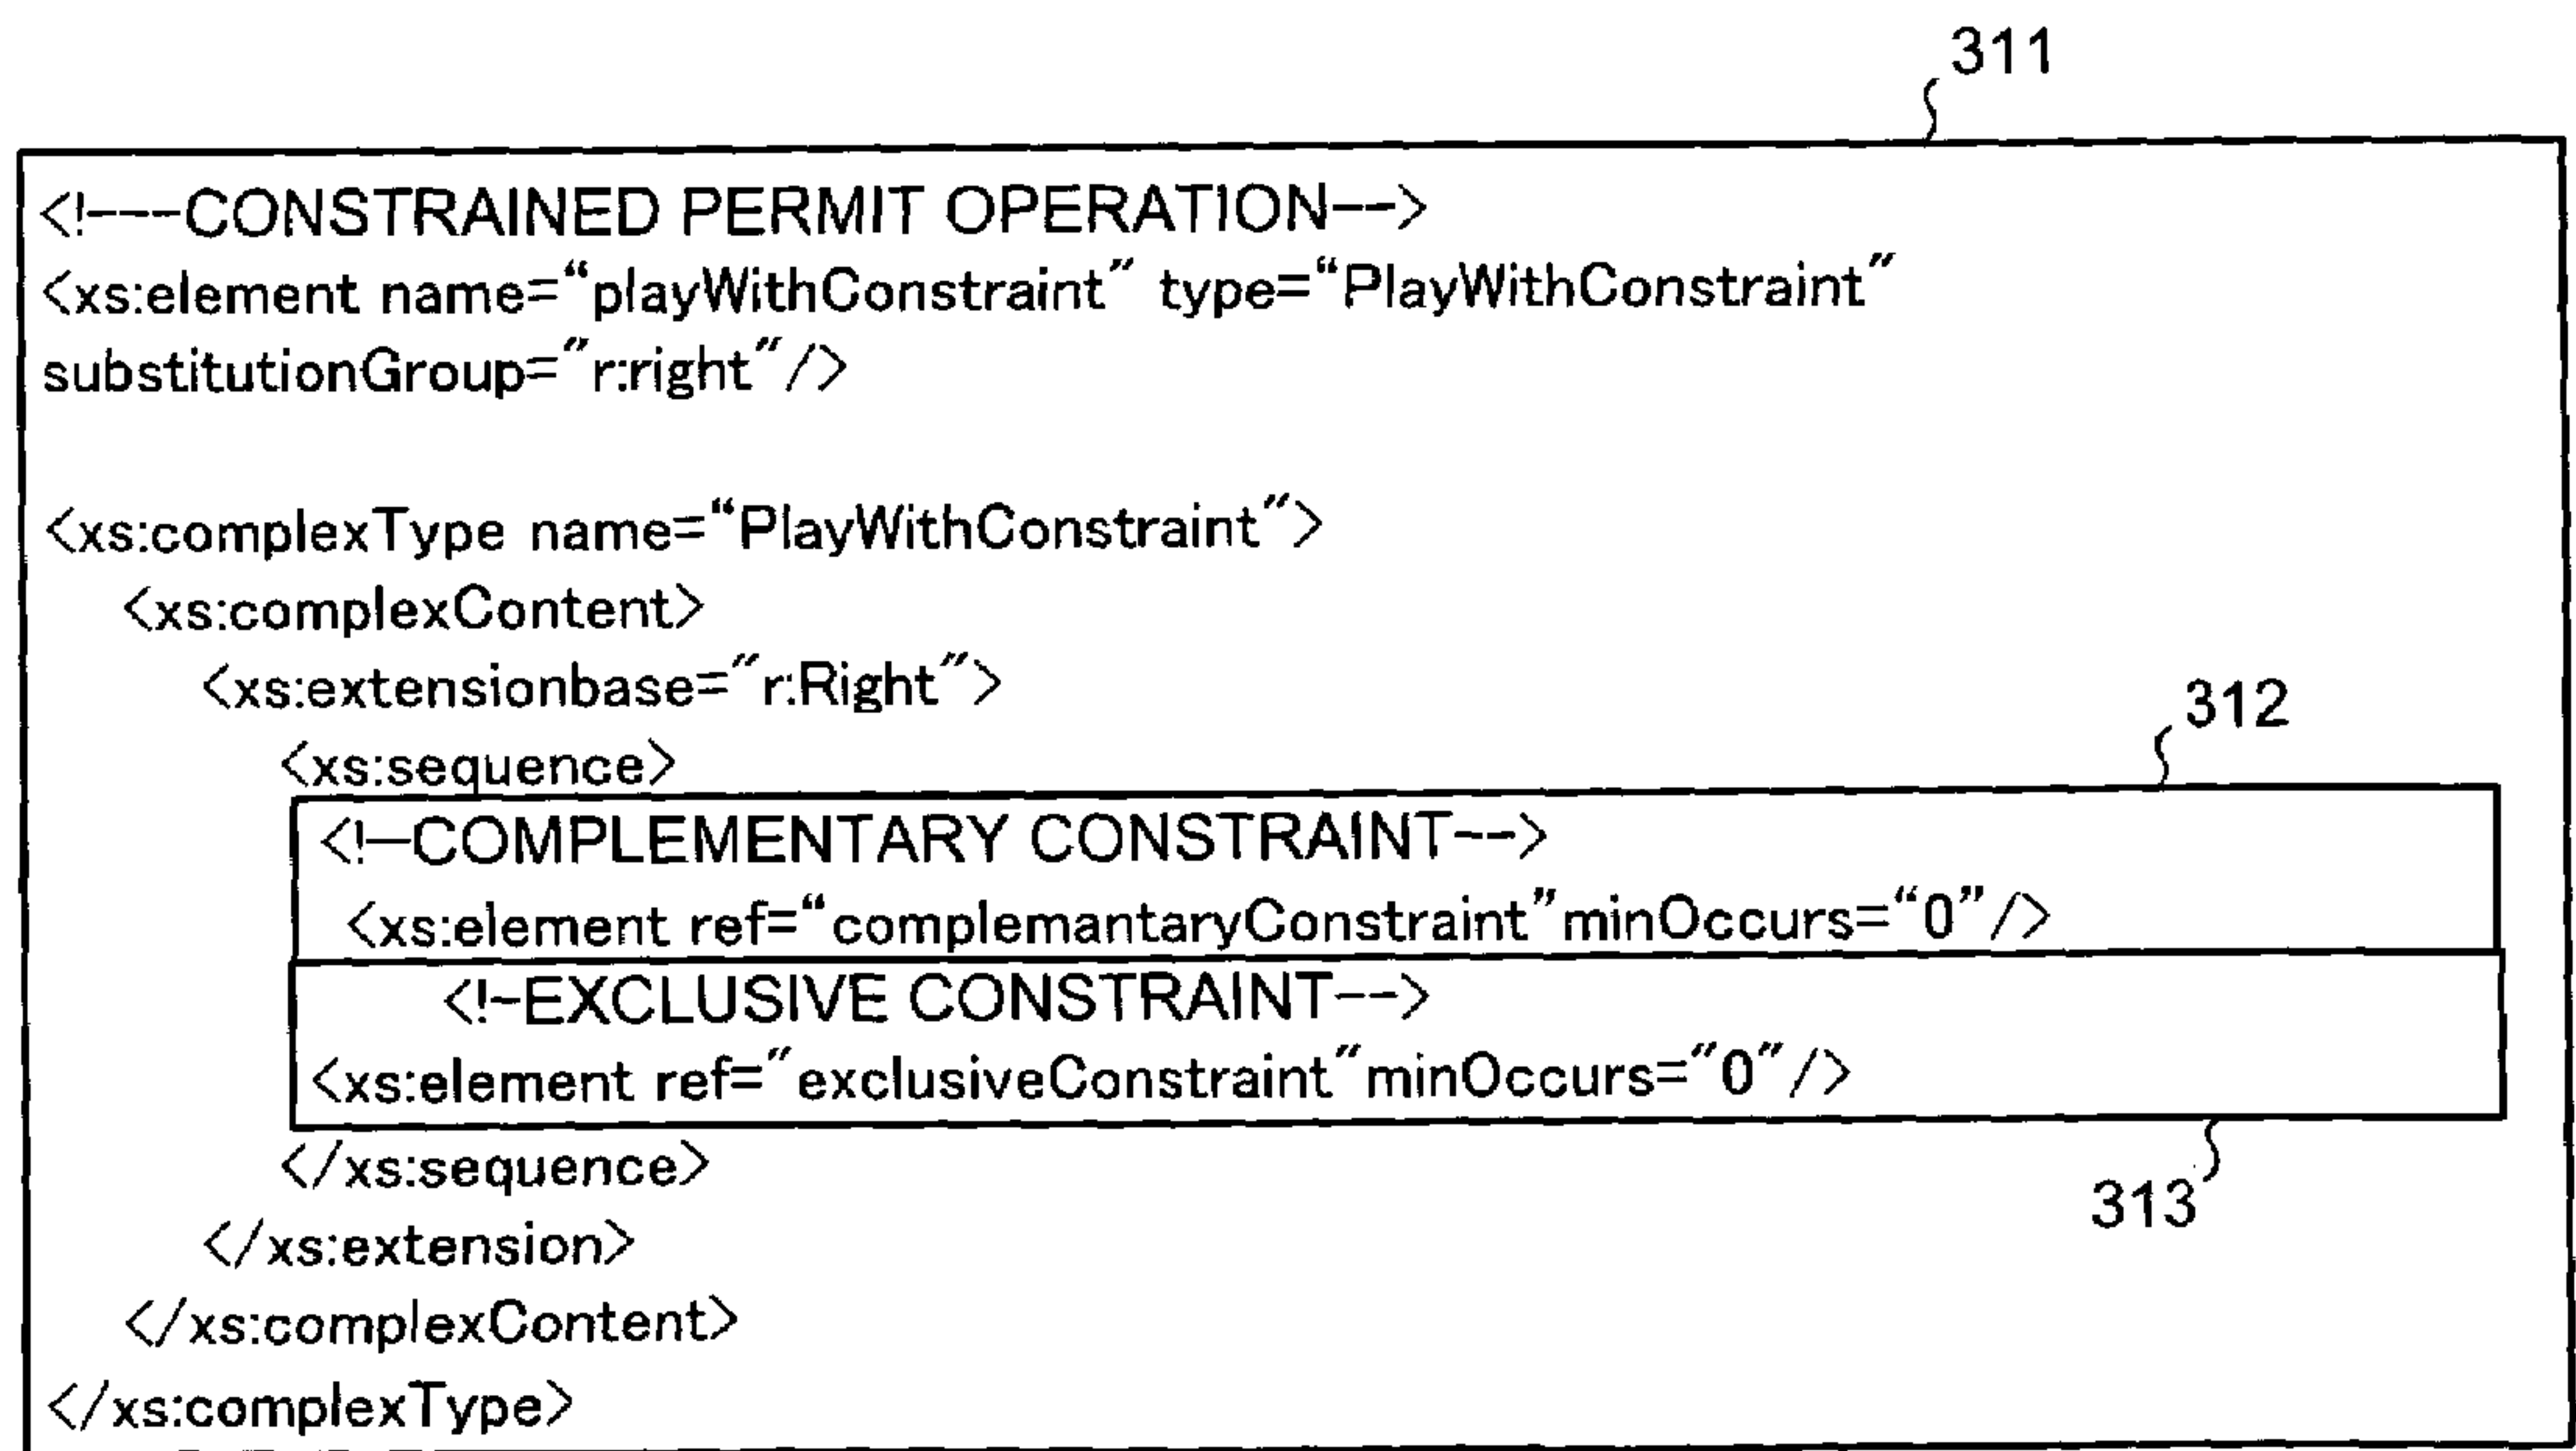 311
<!---CONSTRAINED PERMIT OPERATION-->
<xs:element name=“playWithConstraint” type=“PlayWithConstraint”
substitutionGroup=”r:right”/>
<xs:complexType name=“PlayWithConstraint”>
<xs:complexContent>
<xs:extensionbase=”r:Right”>
312
<xs:sequence>
<!—COMPLEMENTARY CONSTRAINT-->
<xs:element ref=“complemantaryConstraint”minOccurs=“0”/>
<!-EXCLUSIVE CONSTRAINT-->
<xs:element ref=”exclusiveConstraint”minOccurs=”0”/>
</xs:sequence>
313
</xs:extension>
</xs:complexContent>
</xs:complexType>